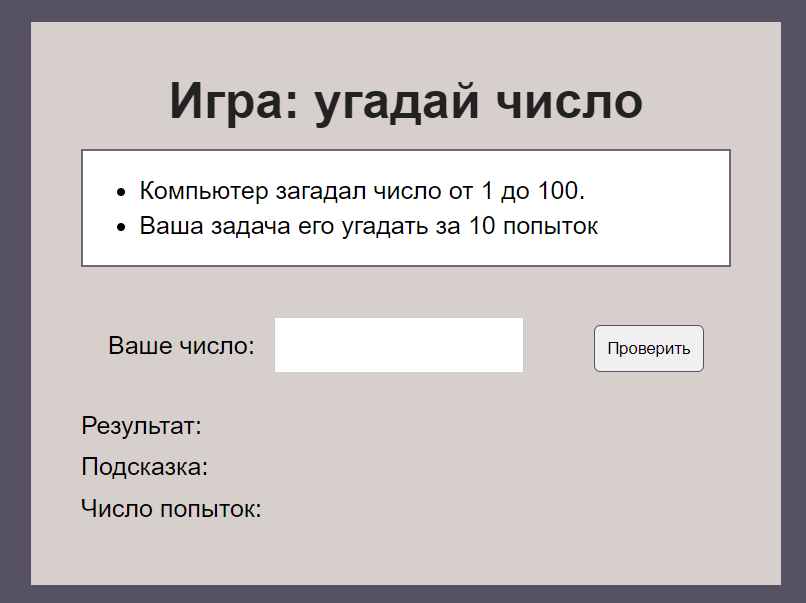 Игра: угадай число
Компьютер загадал число от 1 до 100.
Ваша задача его угадать за 10 попыток
Ваше число:
Проверить
Результат:
Подсказка:
Число попыток: